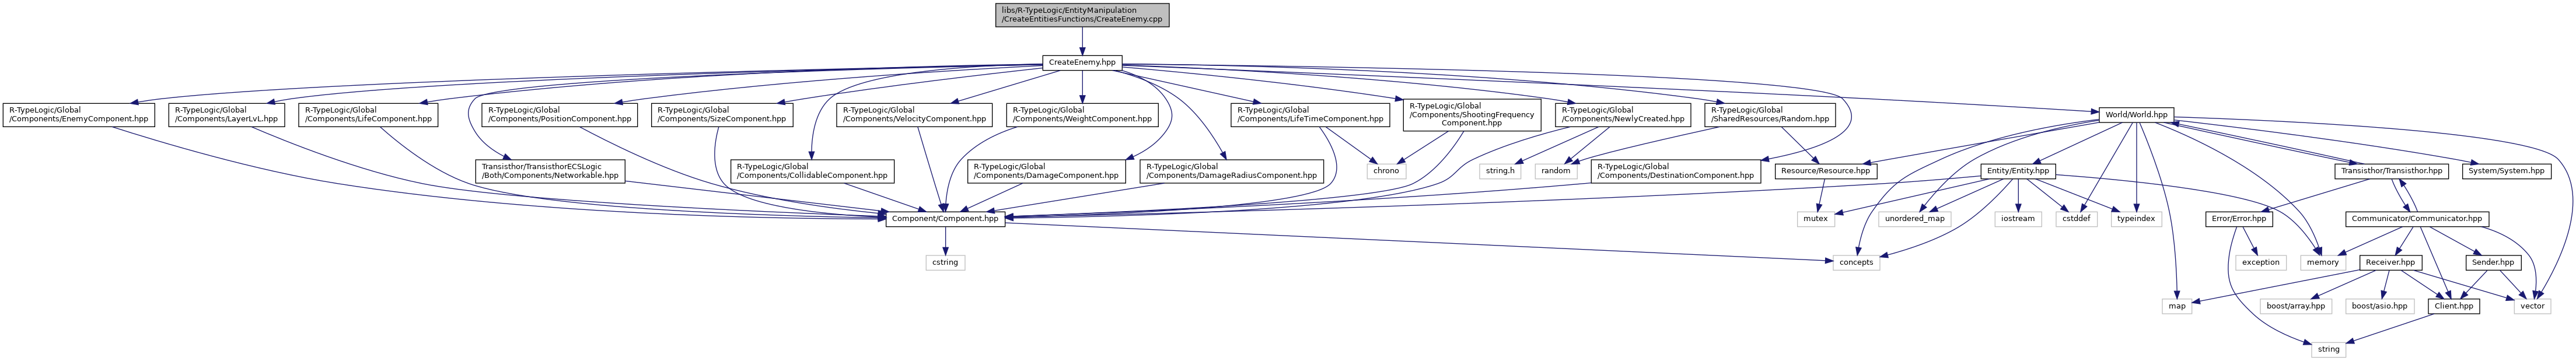 libs/R-TypeLogic/EntityManipulation
/CreateEntitiesFunctions/CreateEnemy.cpp
CreateEnemy.hpp
R-TypeLogic/Global
/Components/EnemyComponent.hpp
R-TypeLogic/Global
/Components/LayerLvL.hpp
R-TypeLogic/Global
/Components/LifeComponent.hpp
R-TypeLogic/Global
/Components/PositionComponent.hpp
R-TypeLogic/Global
/Components/SizeComponent.hpp
R-TypeLogic/Global
/Components/VelocityComponent.hpp
R-TypeLogic/Global
/Components/WeightComponent.hpp
R-TypeLogic/Global
/Components/LifeTimeComponent.hpp
R-TypeLogic/Global
/Components/ShootingFrequency
Component.hpp
R-TypeLogic/Global
/Components/NewlyCreated.hpp
R-TypeLogic/Global
/SharedResources/Random.hpp
World/World.hpp
Transisthor/TransisthorECSLogic
/Both/Components/Networkable.hpp
R-TypeLogic/Global
/Components/CollidableComponent.hpp
R-TypeLogic/Global
/Components/DamageComponent.hpp
R-TypeLogic/Global
/Components/DamageRadiusComponent.hpp
chrono
string.h
random
R-TypeLogic/Global
/Components/DestinationComponent.hpp
Resource/Resource.hpp
Entity/Entity.hpp
Transisthor/Transisthor.hpp
System/System.hpp
Component/Component.hpp
mutex
unordered_map
iostream
cstddef
typeindex
Error/Error.hpp
Communicator/Communicator.hpp
cstring
concepts
exception
memory
Receiver.hpp
Sender.hpp
map
boost/array.hpp
boost/asio.hpp
Client.hpp
vector
string